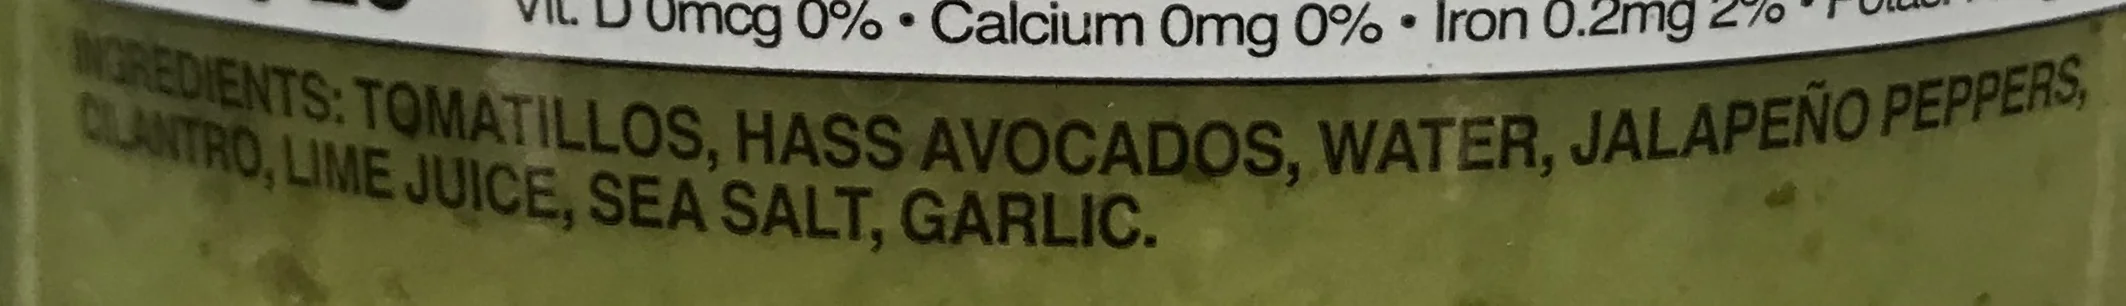 Vit. D 0mcg 0% • Calcium 0mg 0% • Iron 0.2mg 2% •
INGREDIENTS: TOMATILLOS, HASS AVOCADOS, WATER, JALAPEÑO PEPPERS,
CILANTRO, LIME JUICE, SEA SALT, GARLIC.